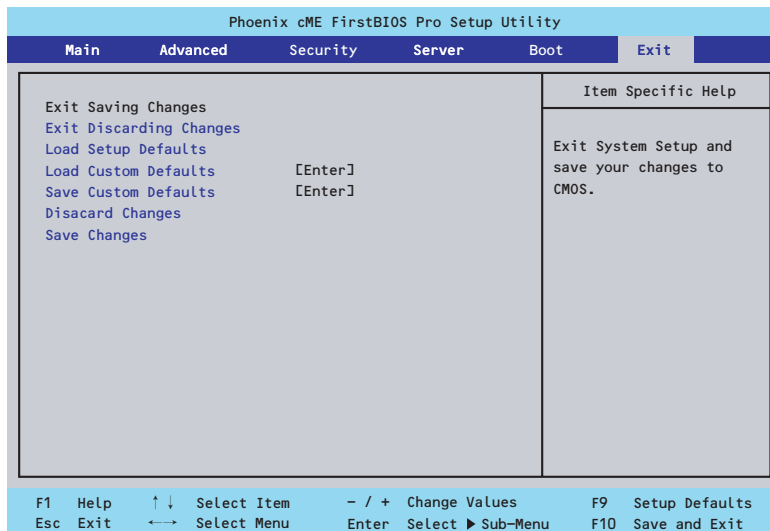 Phoenix cME FirstBIOS Pro Setup Utility
Main Advanced Security Server Boot Exit
Item Specific Help
Exit Saving Changes
Exit Discarding Changes
Load Setup Defaults
Load Custom Defaults [Enter]
Save Custom Defaults [Enter]
Disacard Changes
Save Changes
Exit System Setup and
save your changes to
CMOS.
F1 Help ↑↓ Select Item - / + Change Values F9 Setup Defaults
Esc Exit ←→ Select Menu Enter Select ▶ Sub-Menu F10 Save and Exit